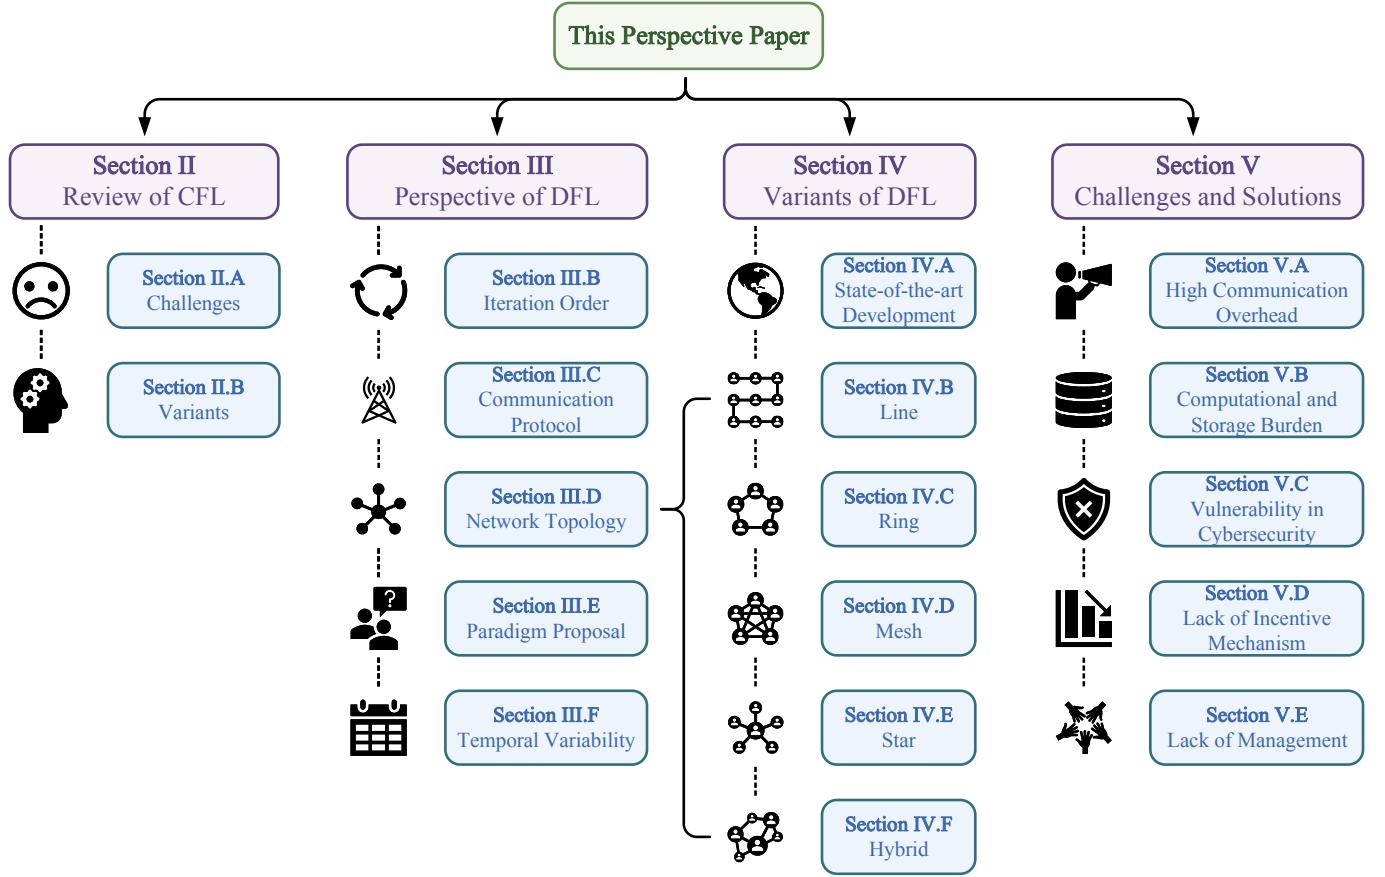 This Perspective Paper
Section II
Review of CFL
Section II.A
Challenges
Section II.B
Variants
Section III
Perspective of DFL
Section III.B
Iteration Order
Section III.C
Communication
Protocol
Section III.D
Network Topology
Section III.E
Paradigm Proposal
?
Section III.F
Temporal Variability
Section IV
Variants of DFL
Section IV.A
State-of-the-art
Development
Section IV.B
Line
Section IV.C
Ring
Section IV.D
Mesh
Section IV.E
Star
Section IV.F
Hybrid
Section V
Challenges and Solutions
Section V.A
High Communication
Overhead
Section V.B
Computational and
Storage Burden
Section V.C
Vulnerability in
Cybersecurity
Section V.D
Lack of Incentive
Mechanism
Section V.E
Lack of Management